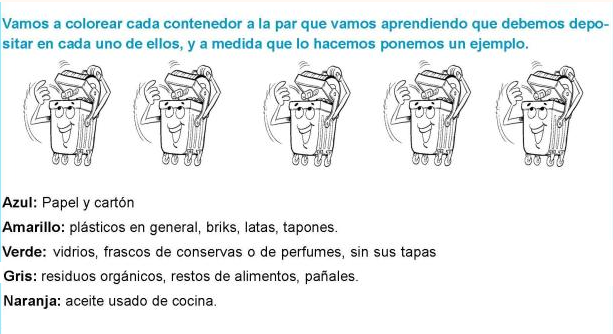 Vamos a colorear cada contenedor a la par que vamos aprendiendo que debemos depo-
sitar en cada uno de ellos, y a medida que lo hacemos ponemos un ejemplo.
Azul: Papel y cartón
Amarillo: plásticos en general, briks, latas, tapones.
Verde: vidrios, frascos de conservas o de perfumes, sin sus tapas
Gris: residuos orgánicos, restos de alimentos, pañales.
Naranja: aceite usado de cocina.